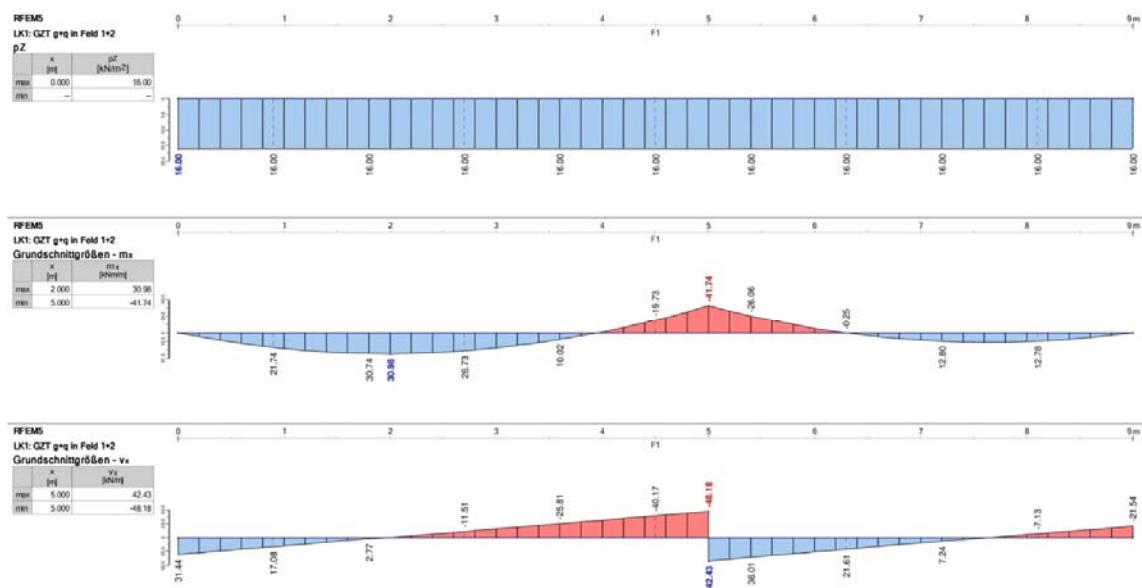 RFEM5
0 1 2 3 4 5 6 7 8 9 m
LK1: GZT g+q in Feld 1+2
F1
pZ
x pZ
[m] [kN/m2]
max 0.000 16.00
min -- --
16.00 16.00 16.00 16.00 16.00 16.00 16.00 16.00 16.00 16.00 16.00
RFEM5
0 1 2 3 4 5 6 7 8 9 m
LK1: GZT g+q in Feld 1+2
F1
Grundschnittgrößen - mx
x mx
[m] [kNm/m]
max 2.000 30.98
min 5.000 -41.74
21.74 30.74 30.98 26.73 10.02 -19.73 -41.74 -26.06 -0.25 12.80 12.78
RFEM5
0 1 2 3 4 5 6 7 8 9 m
LK1: GZT g+q in Feld 1+2
F1
Grundschnittgrößen - vx
x vx
[m] [kN/m]
max 5.000 42.43
min 5.000 -48.18
31.44 17.08 2.77 -11.51 -25.81 -40.17 -48.18 42.43 36.01 21.61 7.24 -7.13 -21.54